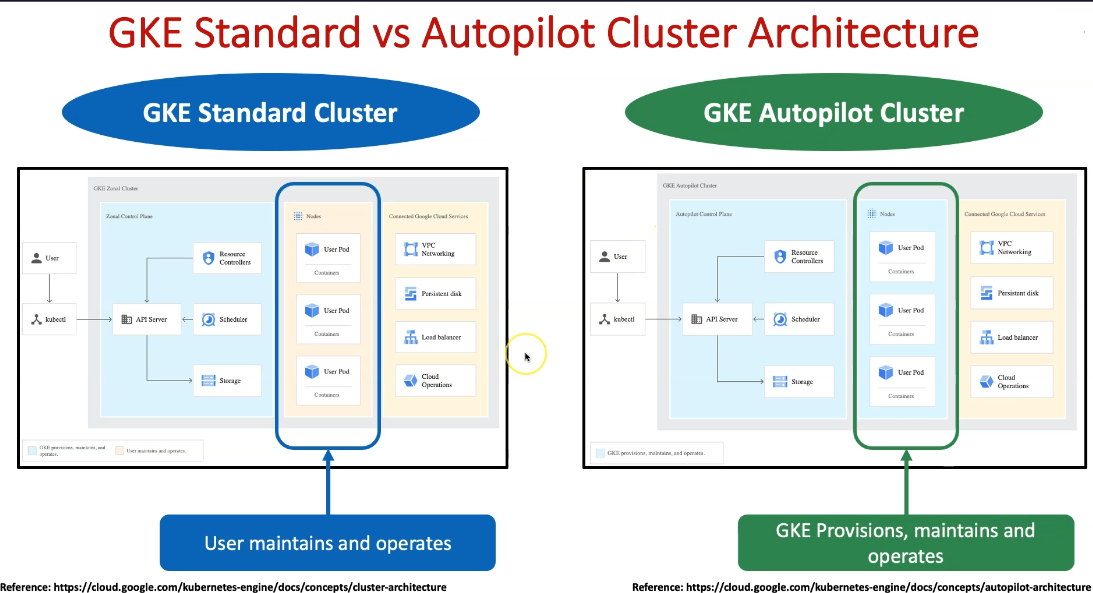 GKE Standard vs Autopilot Cluster Architecture
GKE Standard Cluster
GKE Zonal Cluster
Zonal Control Plane
Nodes
Connected Google Cloud Services
User
kubectl
API Server
Resource
Controllers
Scheduler
Storage
User Pod
Containers
User Pod
Containers
User Pod
Containers
VPC
Networking
Persistent disk
Load balancer
Cloud
Operations
GKE provisions, maintains, and
operates.
User maintains and operates.
User maintains and operates
Reference: https://cloud.google.com/kubernetes-engine/docs/concepts/cluster-architecture
GKE Autopilot Cluster
GKE Autopilot Cluster
Autopilot Control Plane
Nodes
Connected Google Cloud Services
User
kubectl
API Server
Resource
Controllers
Scheduler
Storage
User Pod
Containers
User Pod
Containers
User Pod
Containers
VPC
Networking
Persistent disk
Load balancer
Cloud
Operations
GKE provisions, maintains, and operates.
GKE Provisions, maintains and
operates
Reference: https://cloud.google.com/kubernetes-engine/docs/concepts/autopilot-architecture